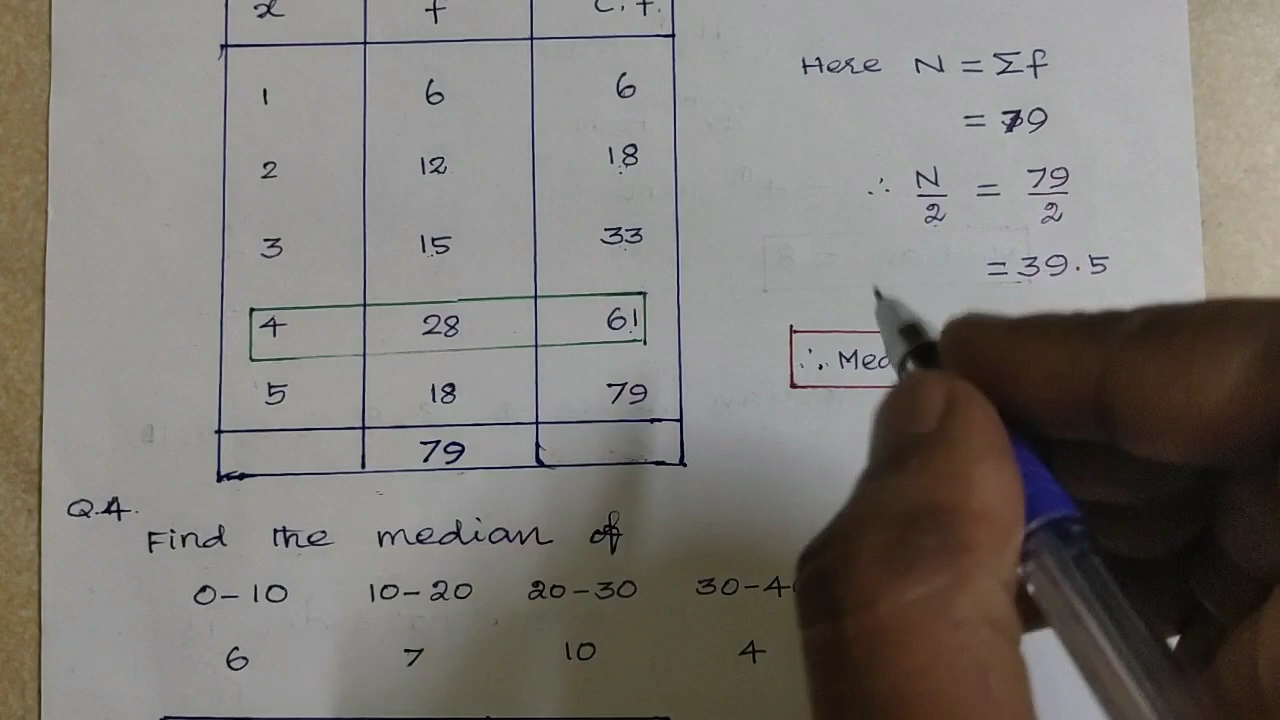 x f c.f.
1 6 6
2 12 18
3 15 33
4 28 61
5 18 79
79
Here N = Σf
= 79
∴ N/2 = 79/2
= 39.5
∴
Q.4.
Find the median of
0-10 10-20 20-30
6 7 10 4